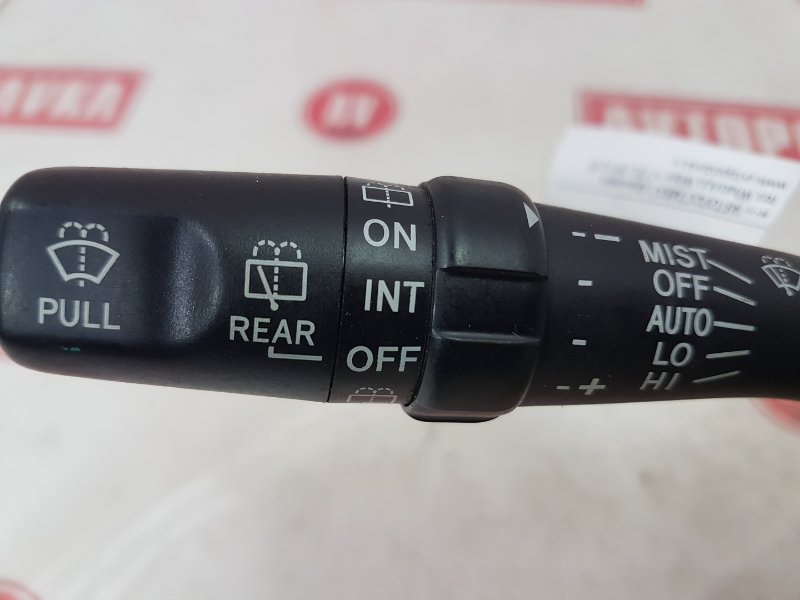 PULL
REAR
ON
INT
OFF
- –
-
-
- +
MIST
OFF
AUTO
LO
HI